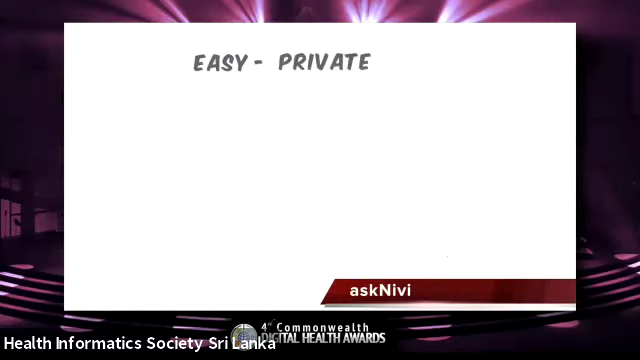 EASY - PRIVATE
askNivi
4th Commonwealth
DIGITAL HEALTH AWARDS
Health Informatics Society Sri Lanka